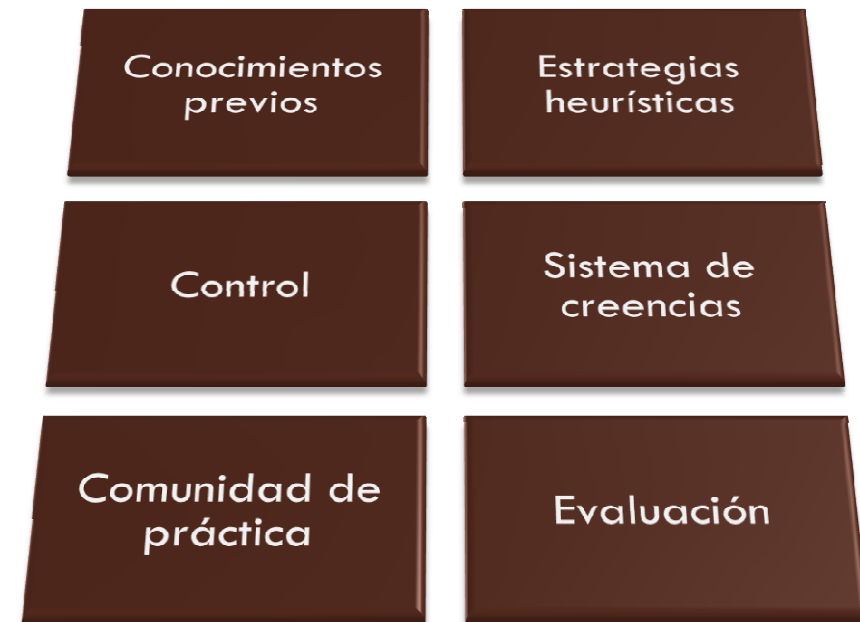 Conocimientos
previos
Estrategias
heurísticas
Control
Sistema de
creencias
Comunidad de
práctica
Evaluación